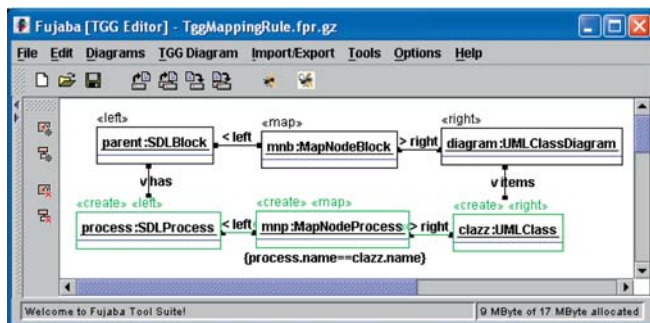 Fujaba [TGG Editor] - TggMappingRule.fpr.gz
File Edit Diagrams TGG Diagram Import/Export Tools Options Help
«left» «map» «right»
parent:SDLBlock < left mnb:MapNodeBlock > right diagram:UMLClassDiagram
v has v items
«create» «left» «create» «map» «create» «right»
process:SDLProcess < left mnp:MapNodeProcess > right clazz:UMLClass
{process.name==clazz.name}
Welcome to Fujaba Tool Suite! 9 MByte of 17 MByte allocated